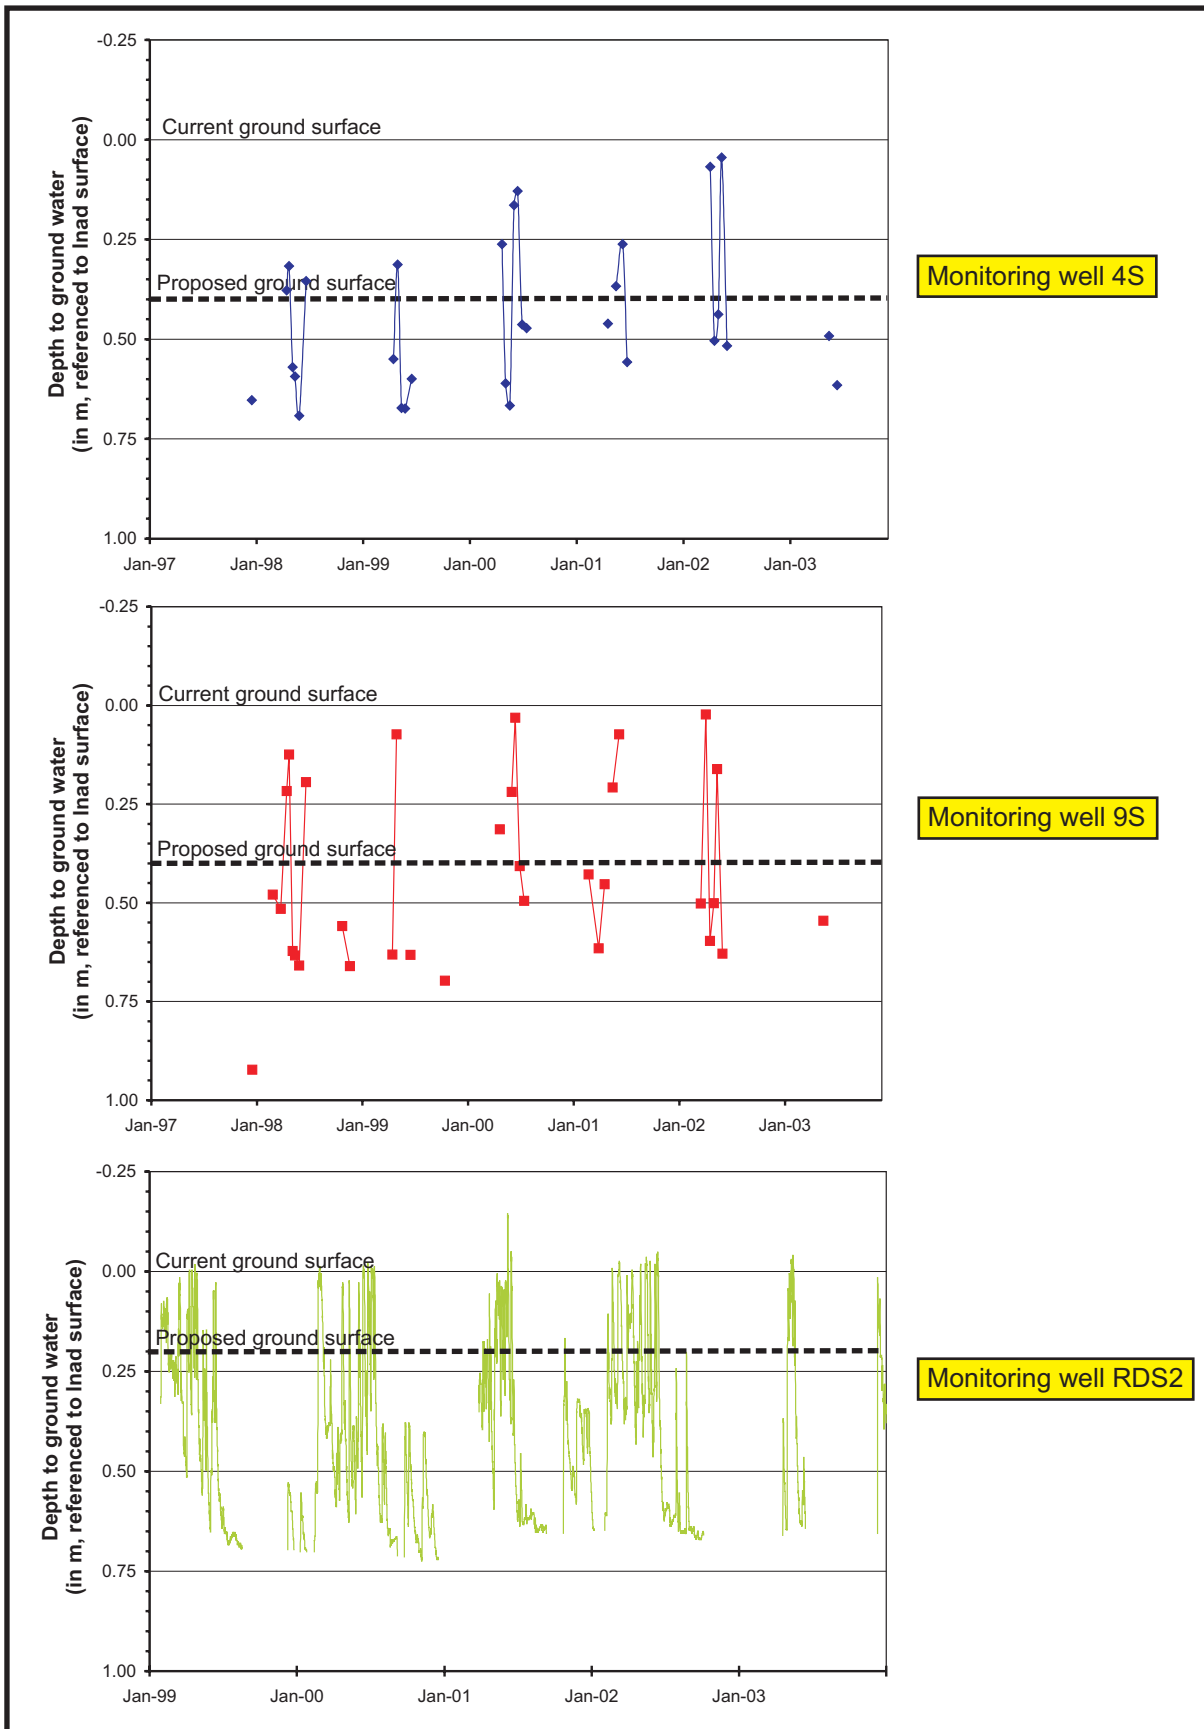 -0.25
Current ground surface
0.00
0.25
Proposed ground surface
0.50
0.75
1.00
Depth to ground water
(in m, referenced to lnad surface)
Jan-97 Jan-98 Jan-99 Jan-00 Jan-01 Jan-02 Jan-03
Monitoring well 4S
-0.25
Current ground surface
0.00
0.25
Proposed ground surface
0.50
0.75
1.00
Depth to ground water
(in m, referenced to lnad surface)
Jan-97 Jan-98 Jan-99 Jan-00 Jan-01 Jan-02 Jan-03
Monitoring well 9S
-0.25
Current ground surface
0.00
Proposed ground surface
0.25
0.50
0.75
1.00
Depth to ground water
(in m, referenced to lnad surface)
Jan-99 Jan-00 Jan-01 Jan-02 Jan-03
Monitoring well RDS2